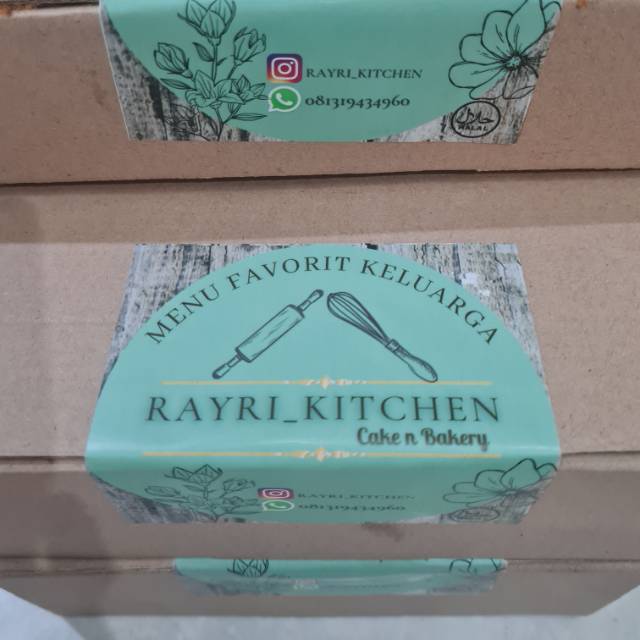 RAYRI_KITCHEN
081319434960
HALAL
MENU FAVORIT KELUARGA
RAYRI_KITCHEN
Cake n Bakery
RAYRI_KITCHEN
081319434960